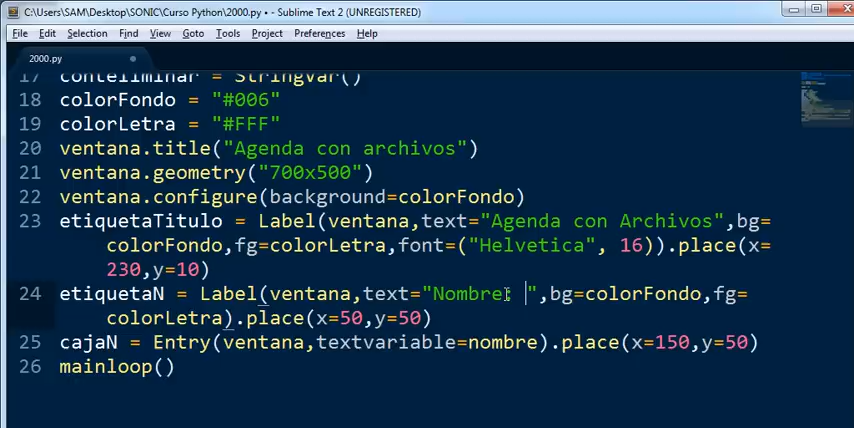 C:\Users\SAM\Desktop\SONIC\Curso Python\2000.py • - Sublime Text 2 (UNREGISTERED)
File Edit Selection Find View Goto Tools Project Preferences Help
2000.py
17 conteliminar = StringVar()
18 colorFondo = "#006"
19 colorLetra = "#FFF"
20 ventana.title("Agenda con archivos")
21 ventana.geometry("700x500")
22 ventana.configure(background=colorFondo)
23 etiquetaTitulo = Label(ventana,text="Agenda con Archivos",bg=
colorFondo,fg=colorLetra,font=("Helvetica", 16)).place(x=
230,y=10)
24 etiquetaN = Label(ventana,text="Nombre: ",bg=colorFondo,fg=
colorLetra).place(x=50,y=50)
25 cajaN = Entry(ventana,textvariable=nombre).place(x=150,y=50)
26 mainloop()